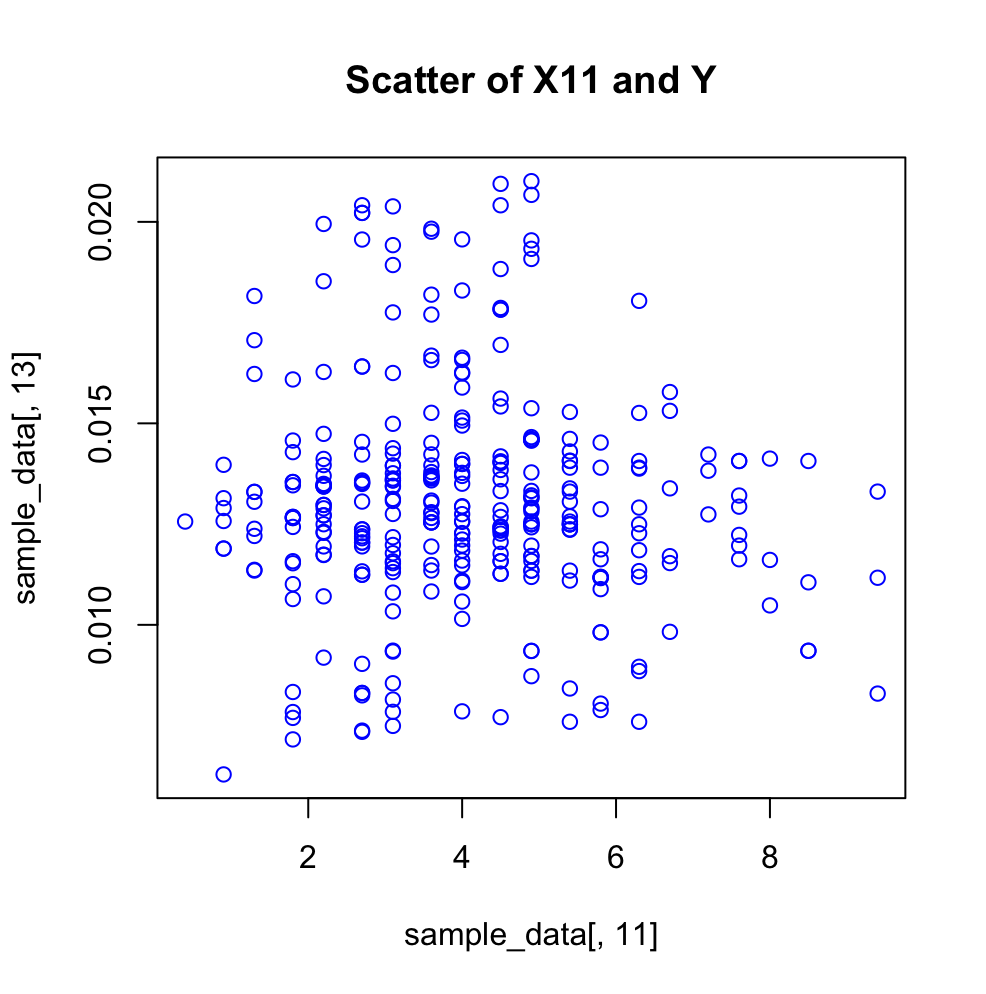 Scatter of X11 and Y
sample_data[, 13]
0.020
0.015
0.010
2 4 6 8
sample_data[, 11]